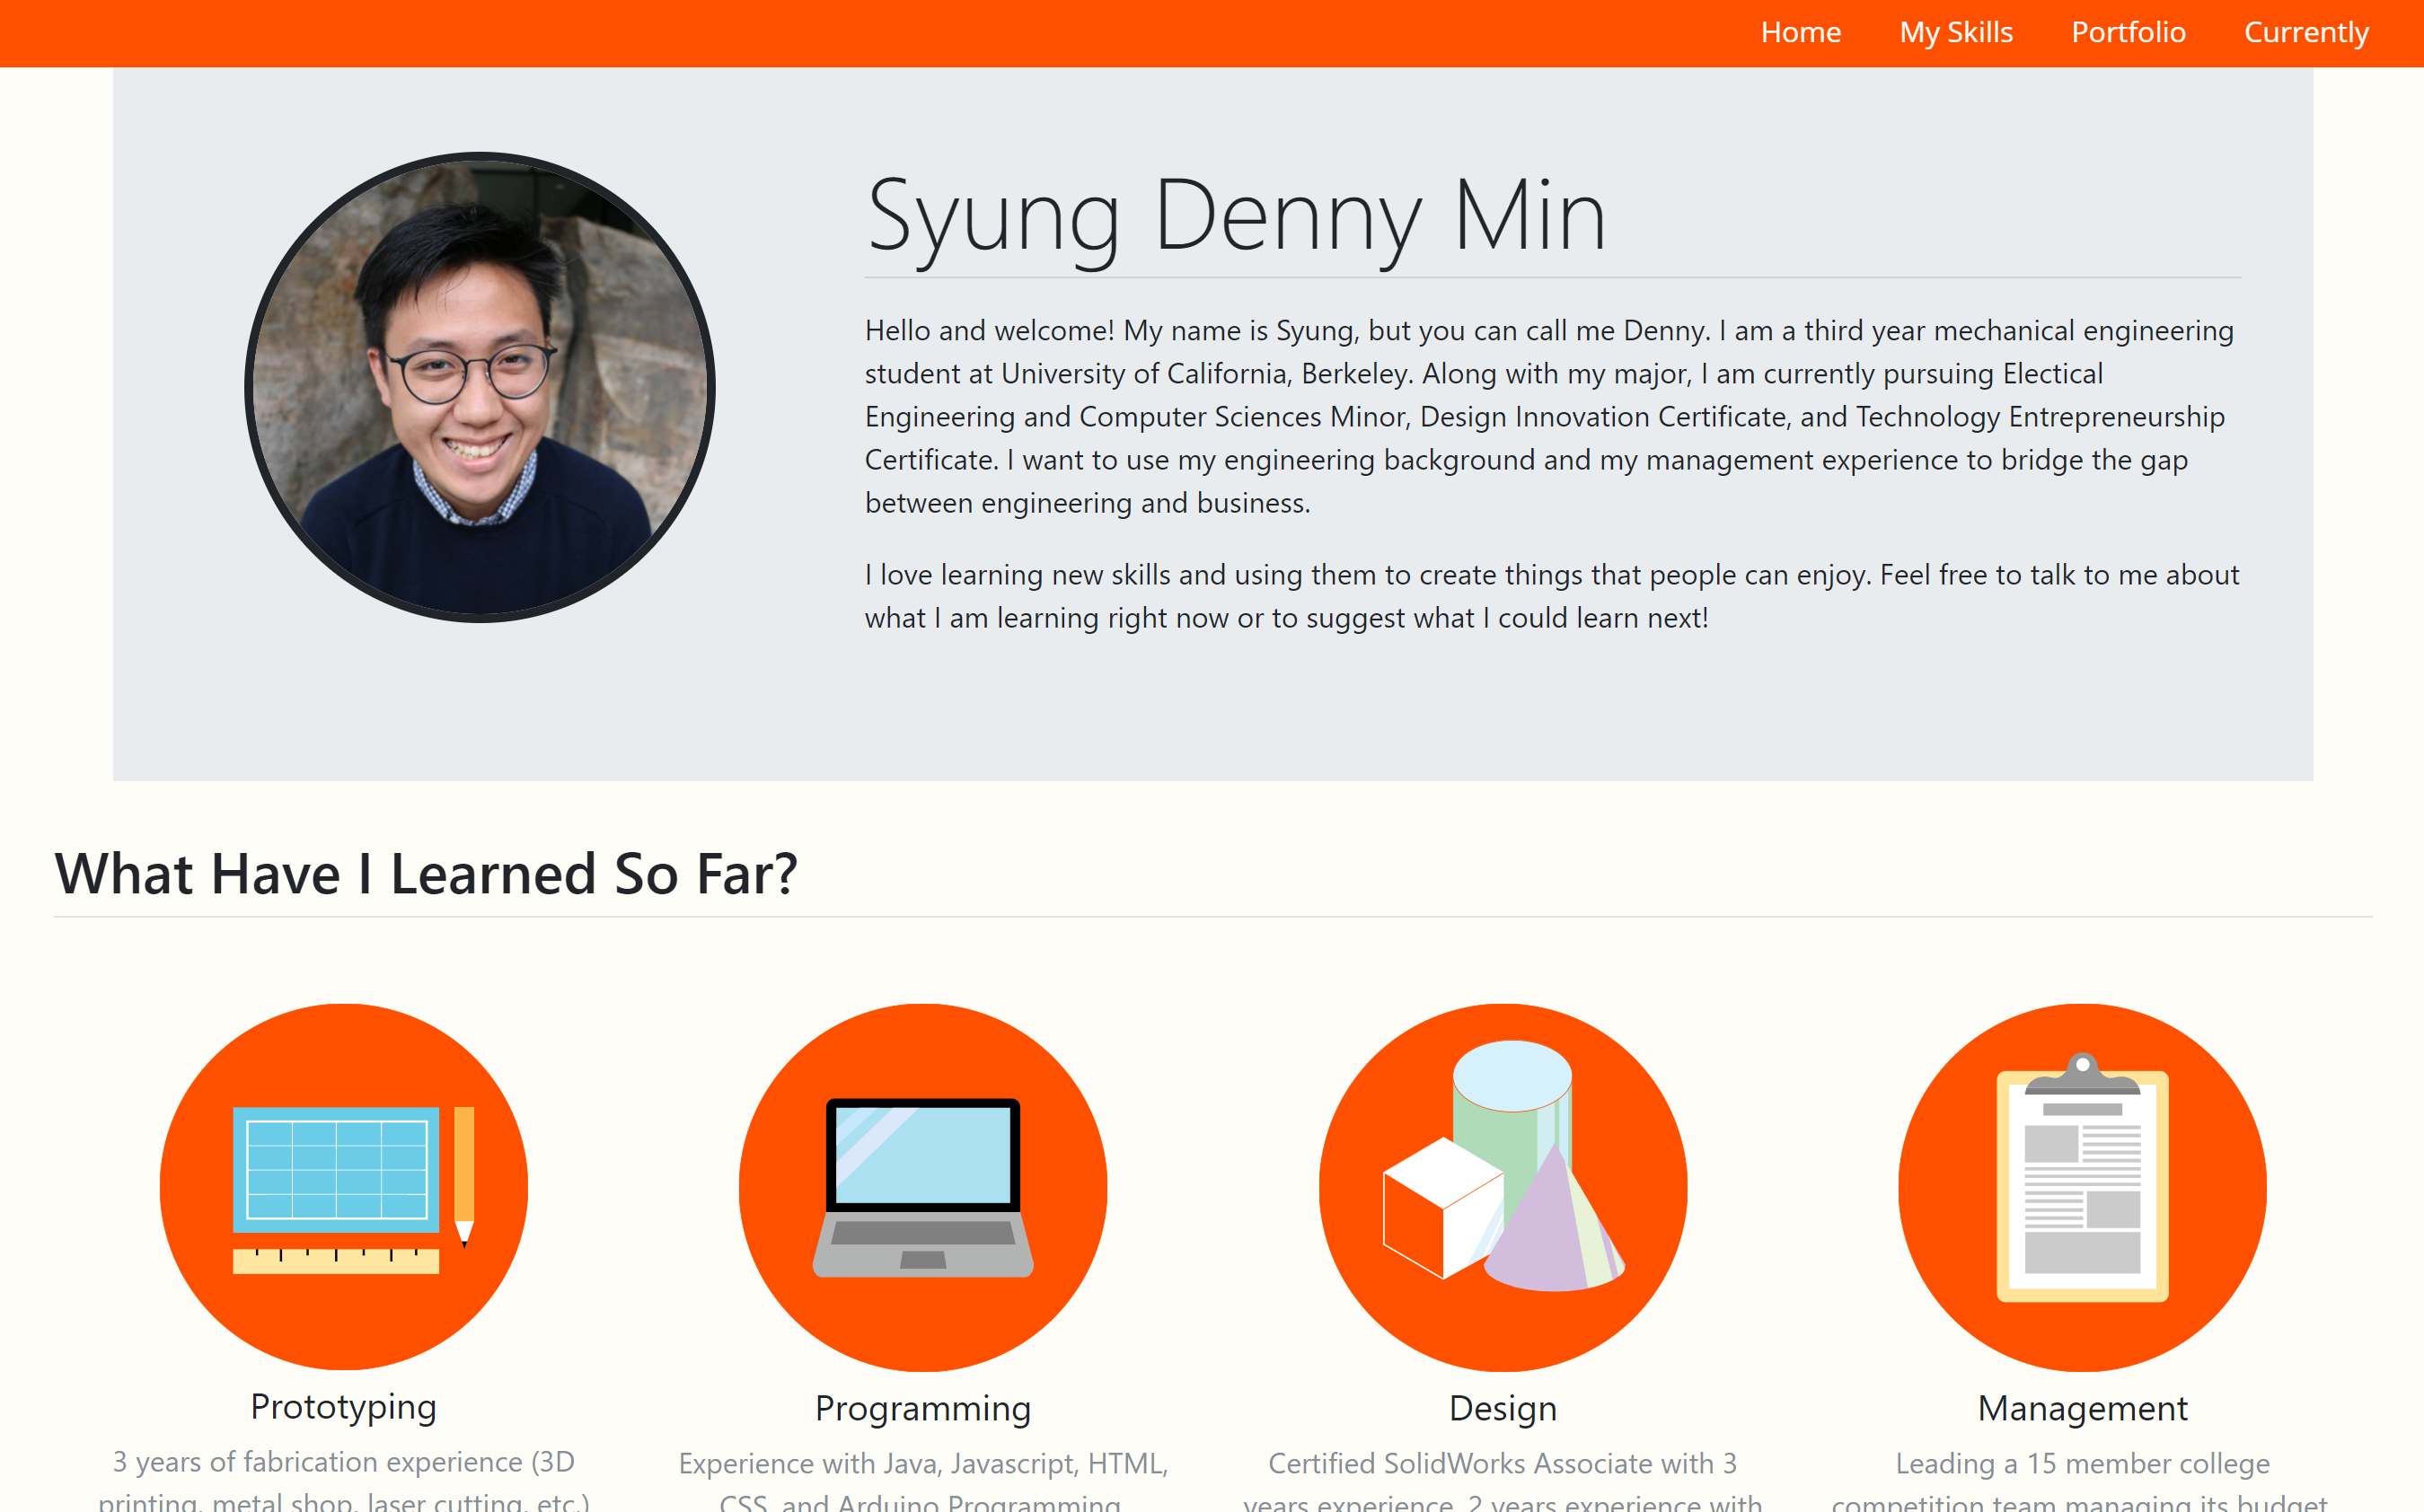 Home My Skills Portfolio Currently
Syung Denny Min
Hello and welcome! My name is Syung, but you can call me Denny. I am a third year mechanical engineering
student at University of California, Berkeley. Along with my major, I am currently pursuing Electical
Engineering and Computer Sciences Minor, Design Innovation Certificate, and Technology Entrepreneurship
Certificate. I want to use my engineering background and my management experience to bridge the gap
between engineering and business.
I love learning new skills and using them to create things that people can enjoy. Feel free to talk to me about
what I am learning right now or to suggest what I could learn next!
What Have I Learned So Far?
Prototyping
3 years of fabrication experience (3D
printing, metal shop, laser cutting, etc.)
Programming
Experience with Java, Javascript, HTML,
CSS, and Arduino Programming
Design
Certified SolidWorks Associate with 3
years experience, 2 years experience with
Management
Leading a 15 member college
competition team managing its budget